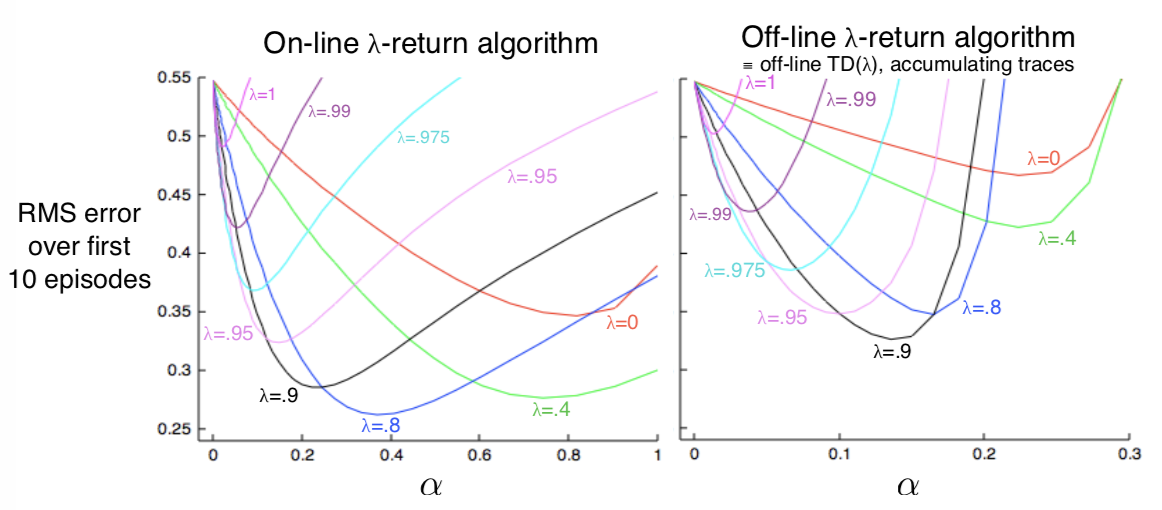 On-line λ-return algorithm
Off-line λ-return algorithm
≡ off-line TD(λ), accumulating traces
RMS error
over first
10 episodes
0.55
0.5
0.45
0.4
0.35
0.3
0.25
λ=1
λ=.99
λ=.975
λ=.95
λ=.95
λ=0
λ=.9
λ=.4
λ=.8
0
0.2
0.4
0.6
0.8
1
α
λ=1
λ=.99
λ=0
λ=.99
λ=.4
λ=.975
λ=.95
λ=.8
λ=.9
0
0.1
0.2
0.3
α